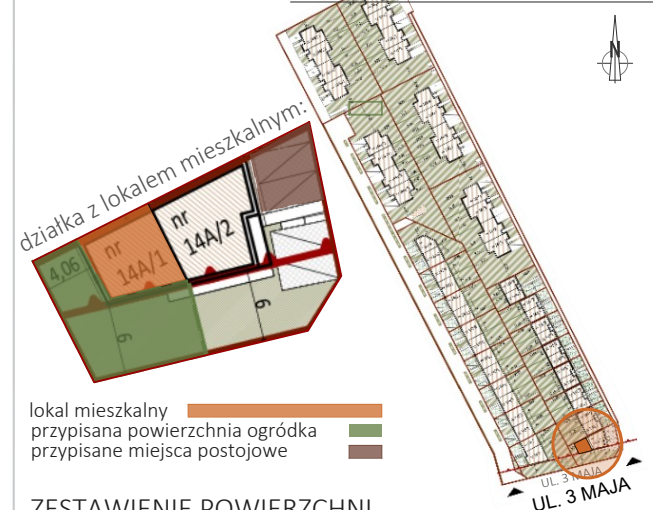 N
działka z lokalem mieszkalnym:
nr
14A/2
nr
14A/1
4,06
6
6
lokal mieszkalny
przypisana powierzchnia ogródka
przypisane miejsca postojowe
UL. 3 MAJA
UL. 3 MAJA
ZESTAWIENIE POWIERZCHNI